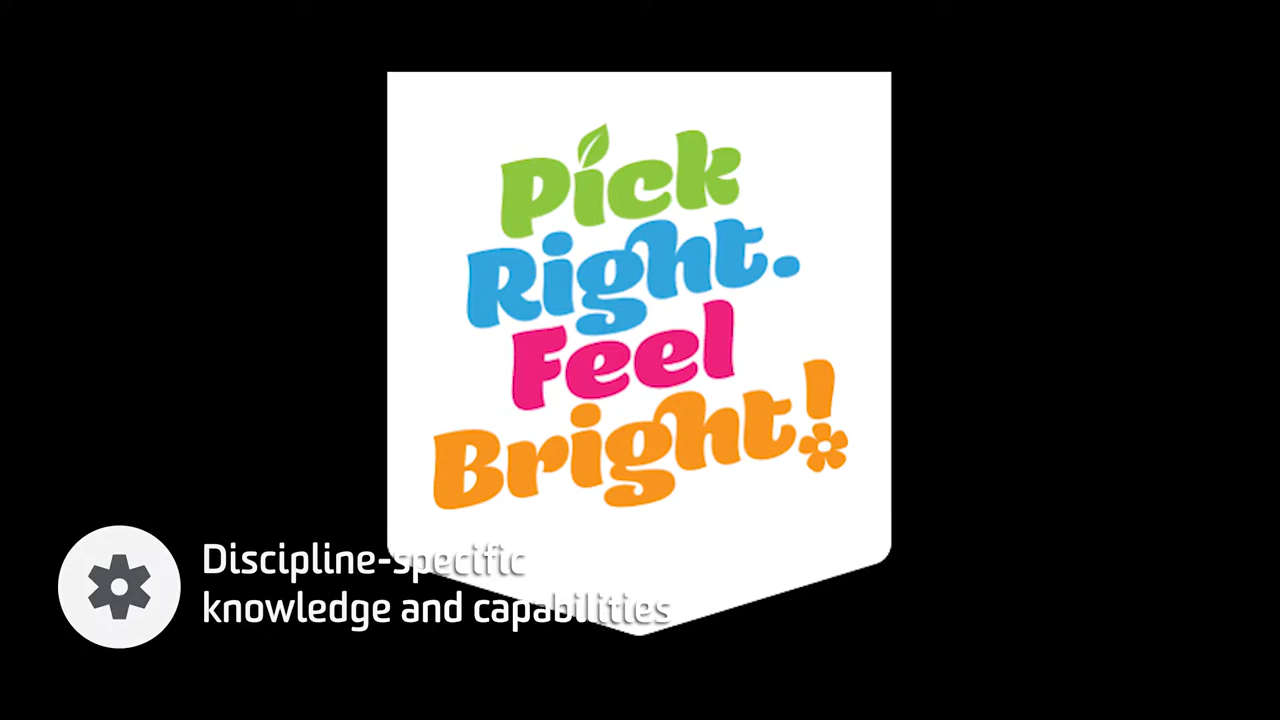 Pick
Right.
Feel
Bright!
Discipline-specific
knowledge and capabilities